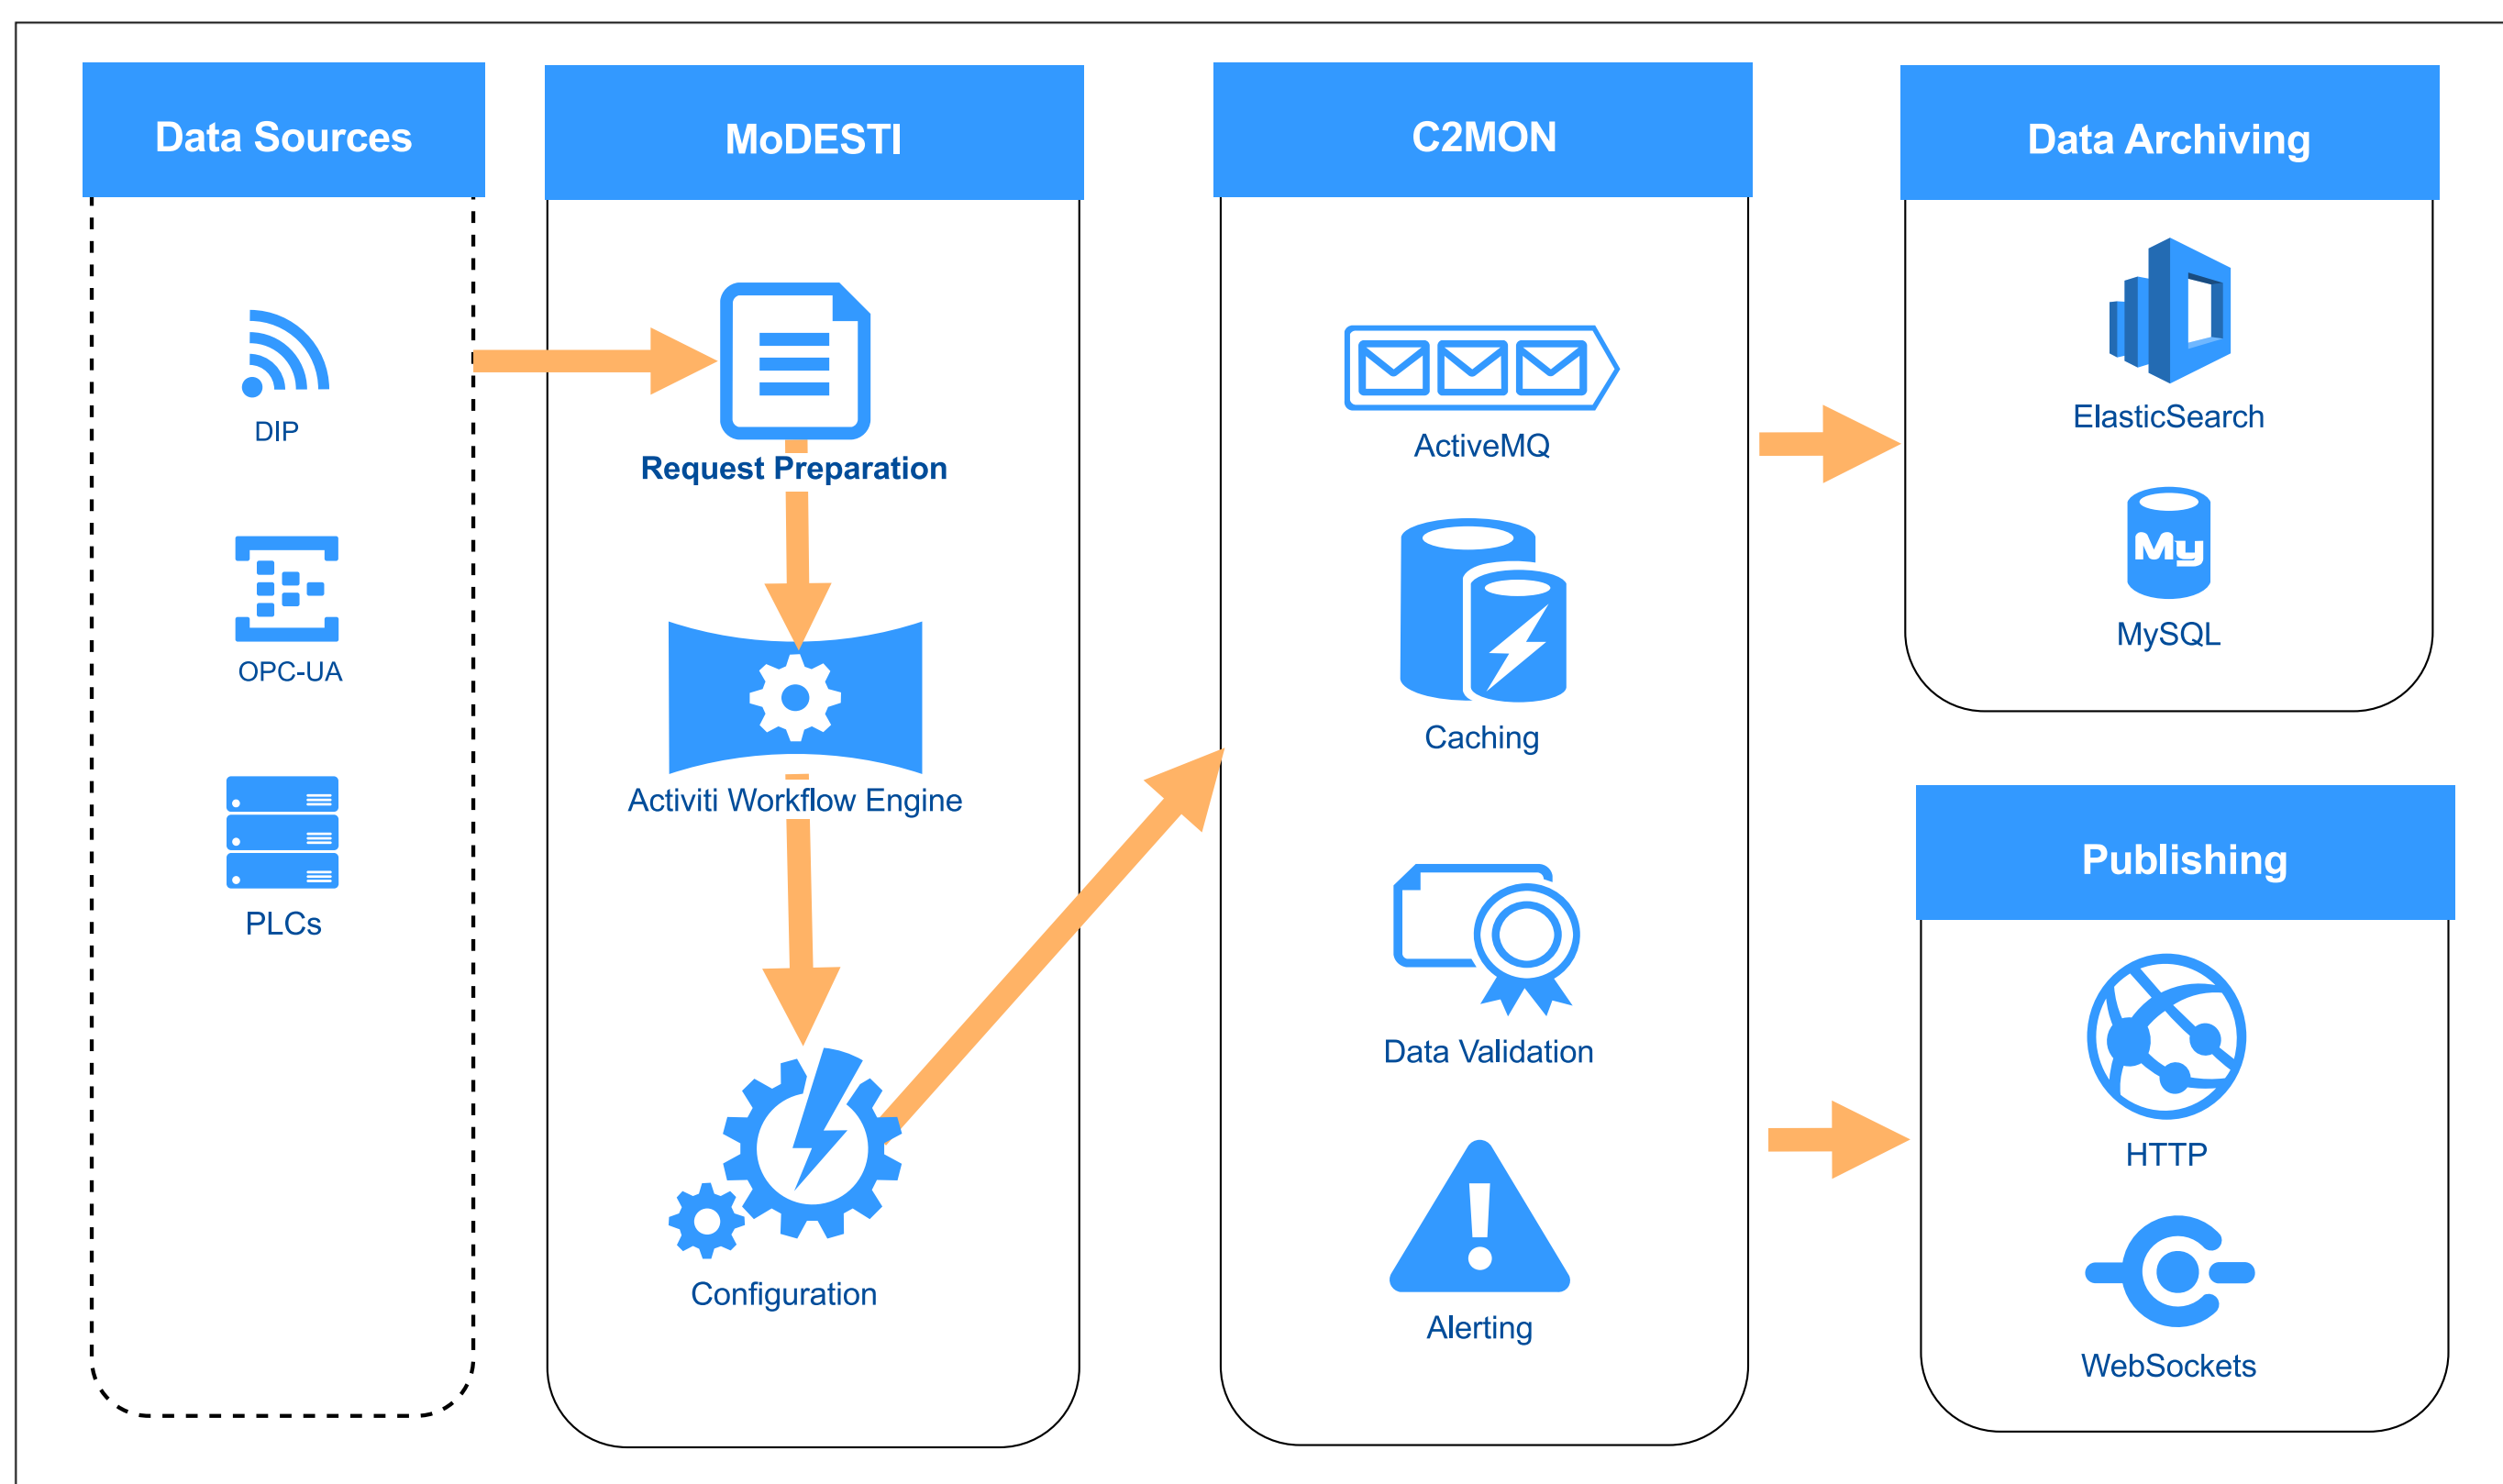 Data Sources
DIP
OPC-UA
PLCs
MoDESTI
Request Preparation
Activiti Workflow Engine
Configuration
C2MON
ActiveMQ
Caching
Data Validation
Alerting
Data Archiving
ElasticSearch
My
MySQL
Publishing
HTTP
WebSockets